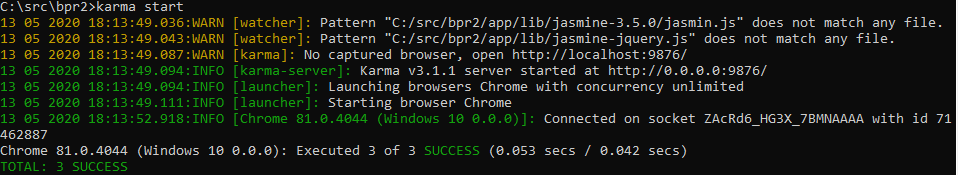 C:\src\bpr2>karma start
13 05 2020 18:13:49.036:WARN [watcher]: Pattern "C:/src/bpr2/app/lib/jasmine-3.5.0/jasmin.js" does not match any file.
13 05 2020 18:13:49.043:WARN [watcher]: Pattern "C:/src/bpr2/app/lib/jasmine-jquery.js" does not match any file.
13 05 2020 18:13:49.087:WARN [karma]: No captured browser, open http://localhost:9876/
13 05 2020 18:13:49.094:INFO [karma-server]: Karma v3.1.1 server started at http://0.0.0.0:9876/
13 05 2020 18:13:49.094:INFO [launcher]: Launching browsers Chrome with concurrency unlimited
13 05 2020 18:13:49.111:INFO [launcher]: Starting browser Chrome
13 05 2020 18:13:52.918:INFO [Chrome 81.0.4044 (Windows 10 0.0.0)]: Connected on socket ZAcRd6_HG3X_7BMNAAAA with id 71
462887
Chrome 81.0.4044 (Windows 10 0.0.0): Executed 3 of 3 SUCCESS (0.053 secs / 0.042 secs)
TOTAL: 3 SUCCESS